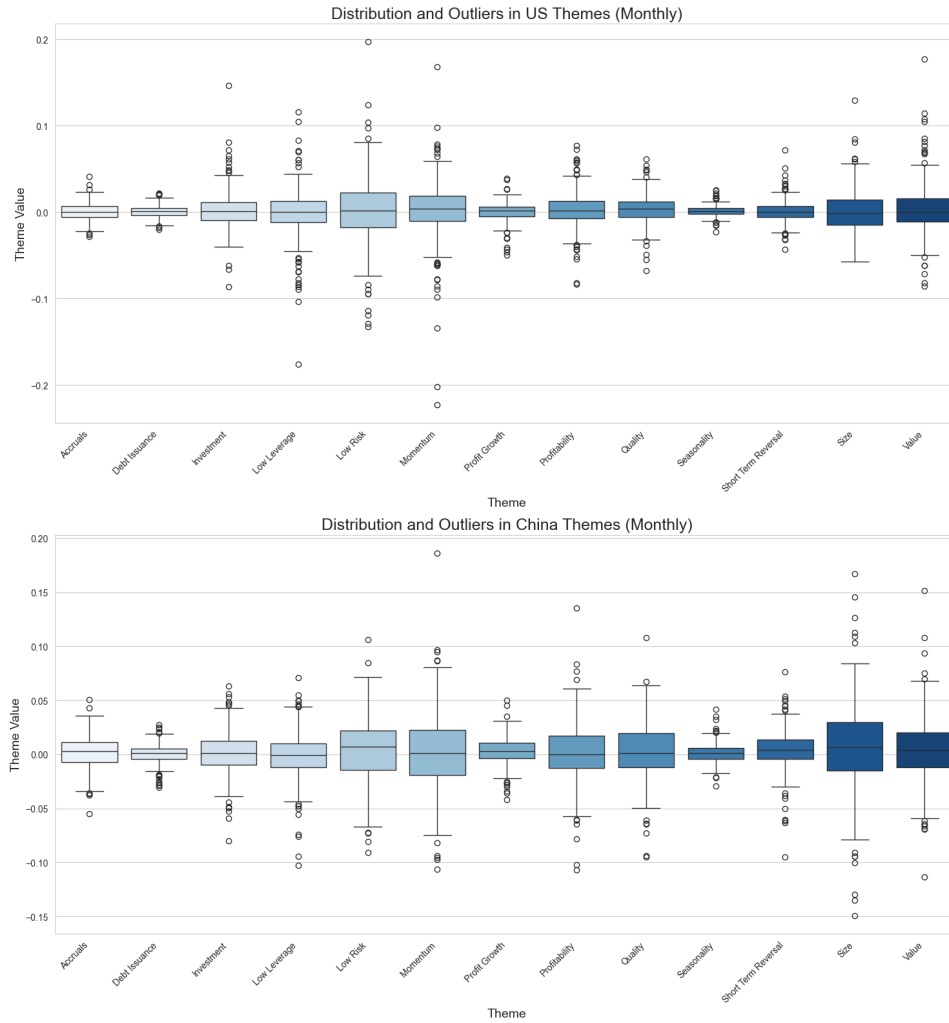 Distribution and Outliers in US Themes (Monthly)
0.2
0.1
0.0
−0.1
−0.2
Theme Value
Accruals
Debt Issuance
Investment
Low Leverage
Low Risk
Momentum
Profit Growth
Profitability
Quality
Seasonality
Short Term Reversal
Size
Value
Theme
Distribution and Outliers in China Themes (Monthly)
0.20
0.15
0.10
0.05
0.00
−0.05
−0.10
−0.15
Theme Value
Accruals
Debt Issuance
Investment
Low Leverage
Low Risk
Momentum
Profit Growth
Profitability
Quality
Seasonality
Short Term Reversal
Size
Value
Theme